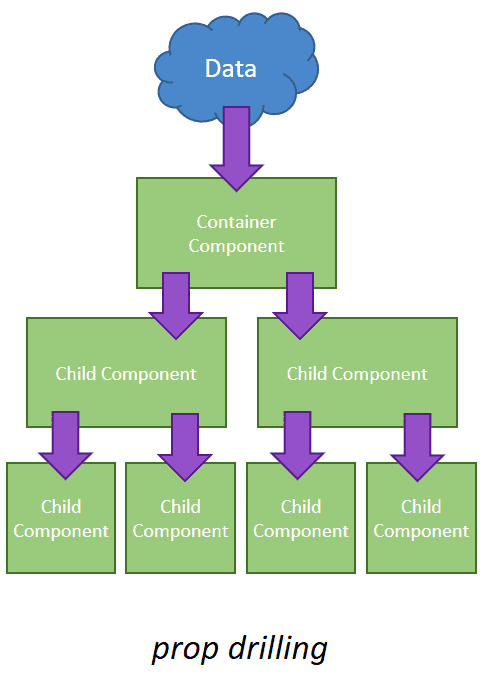 Data
Container
Component
Child Component
Child Component
Child
Component
Child
Component
Child
Component
Child
Component
prop drilling